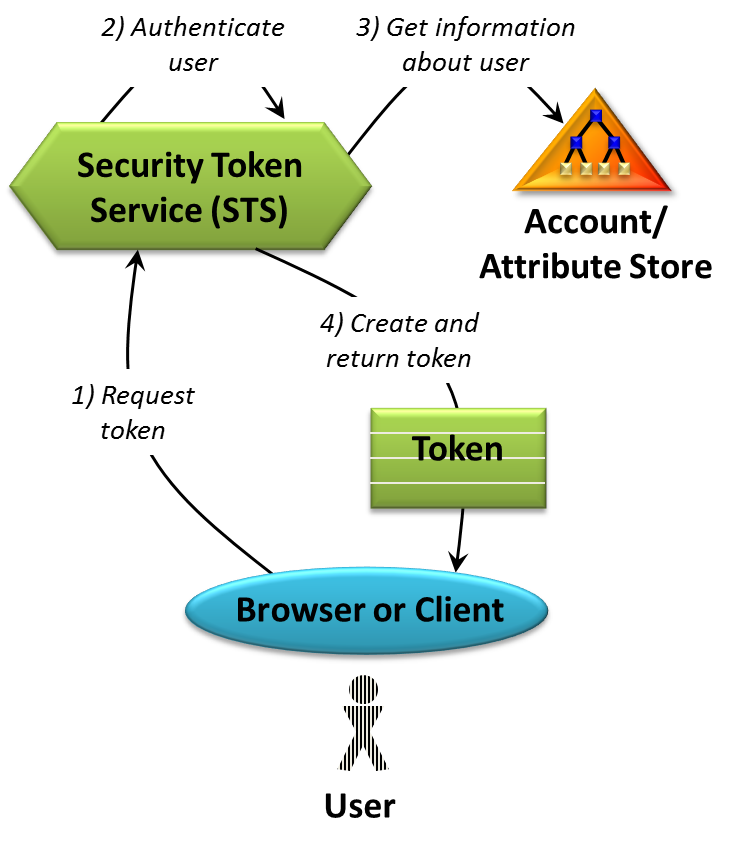 2) Authenticate
user
3) Get information
about user
Security Token
Service (STS)
Account/
Attribute Store
4) Create and
return token
1) Request
token
Token
Browser or Client
User